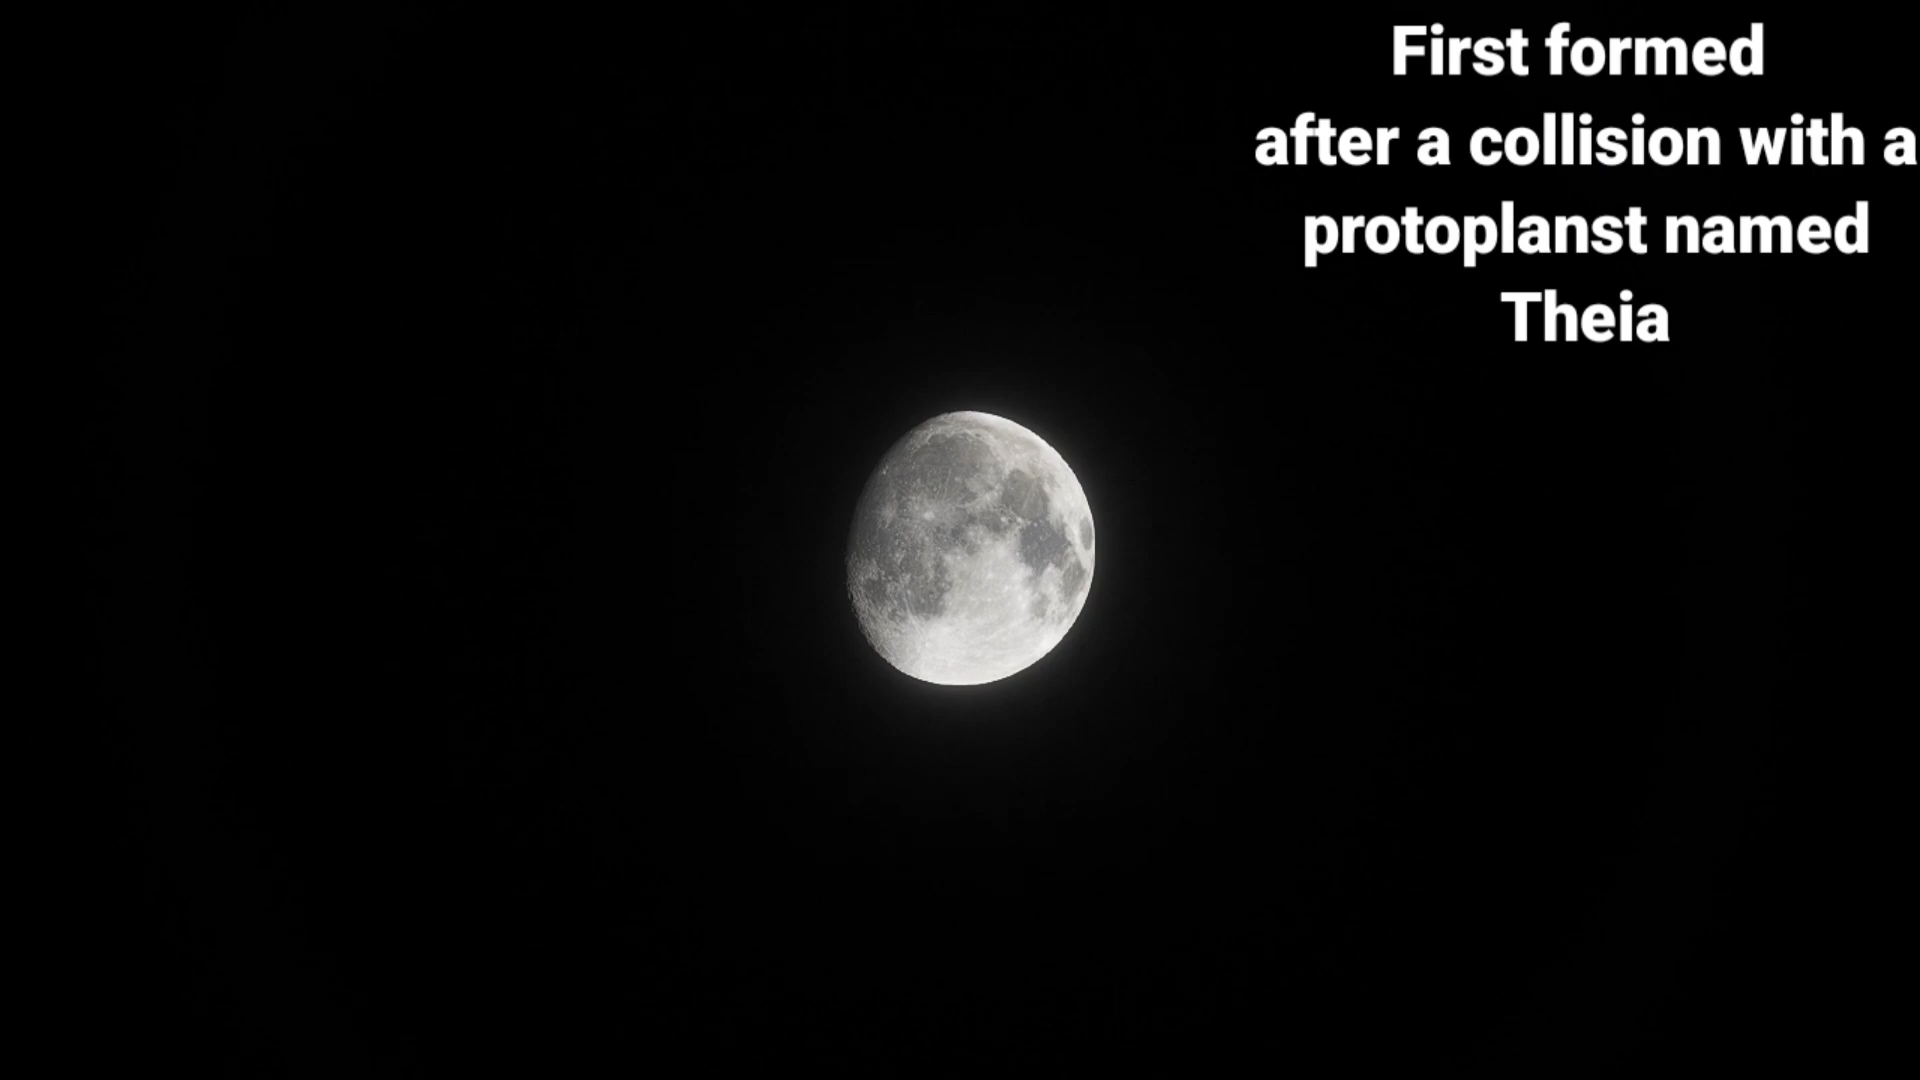 First formed
after a collision with a
protoplanst named
Theia